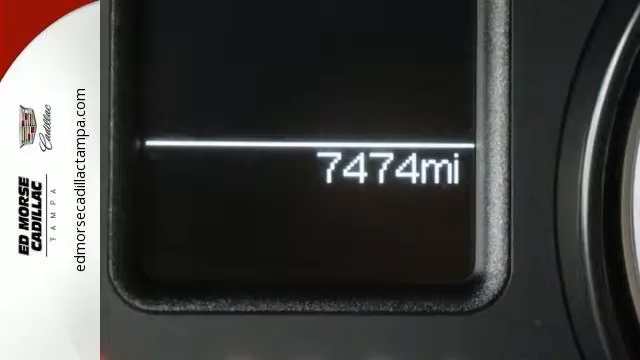 7474mi
Cadillac
ED MORSE
CADILLAC
TAMPA
edmorsecadillactampa.com